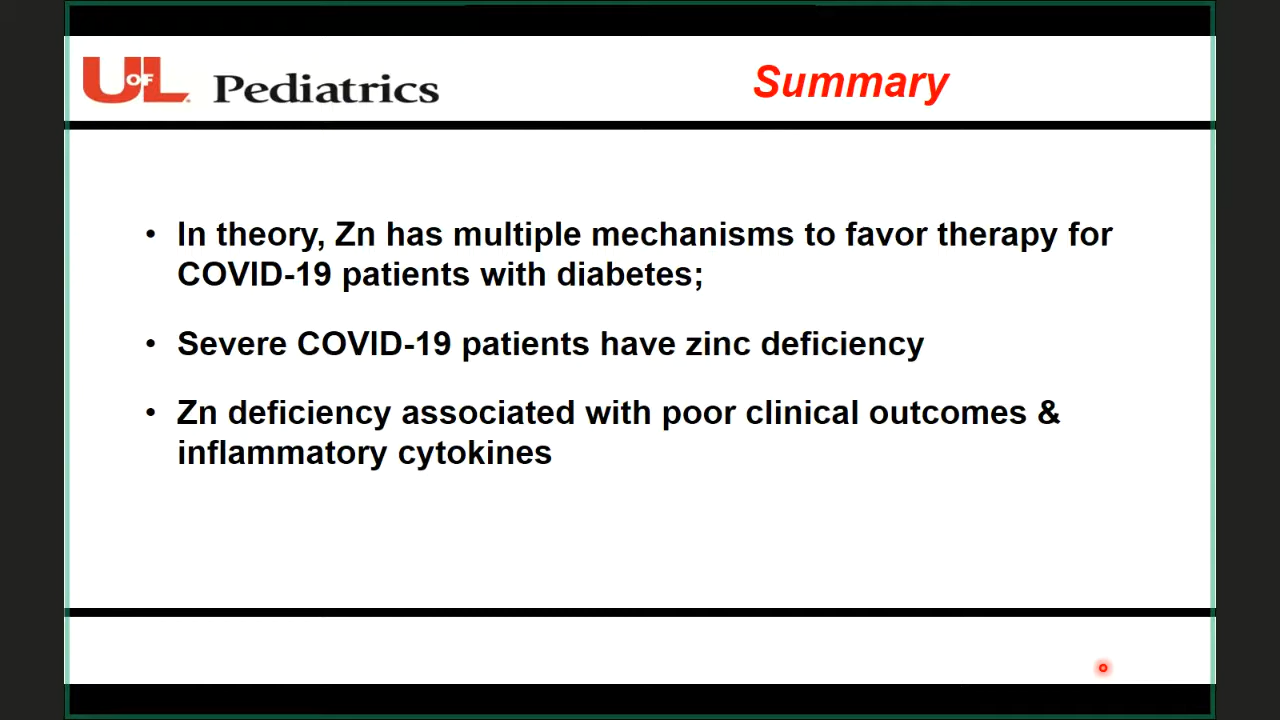 UofL Pediatrics
Summary
• In theory, Zn has multiple mechanisms to favor therapy for
COVID-19 patients with diabetes;
• Severe COVID-19 patients have zinc deficiency
• Zn deficiency associated with poor clinical outcomes &
inflammatory cytokines